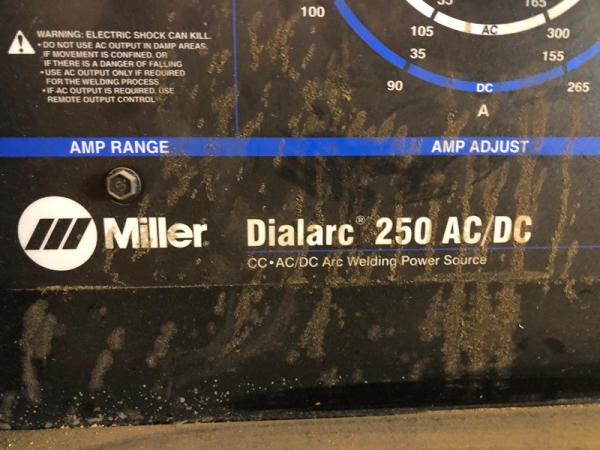 WARNING: ELECTRIC SHOCK CAN KILL.
• DO NOT USE AC OUTPUT IN DAMP AREAS,
IF MOVEMENT IS CONFINED, OR
IF THERE IS A DANGER OF FALLING
• USE AC OUTPUT ONLY IF REQUIRED
FOR THE WELDING PROCESS
• IF AC OUTPUT IS REQUIRED, USE
REMOTE OUTPUT CONTROL
100
165
105
AC
300
35
155
90
DC
265
A
AMP RANGE
AMP ADJUST
Miller
Dialarc® 250 AC/DC
CC•AC/DC Arc Welding Power Source